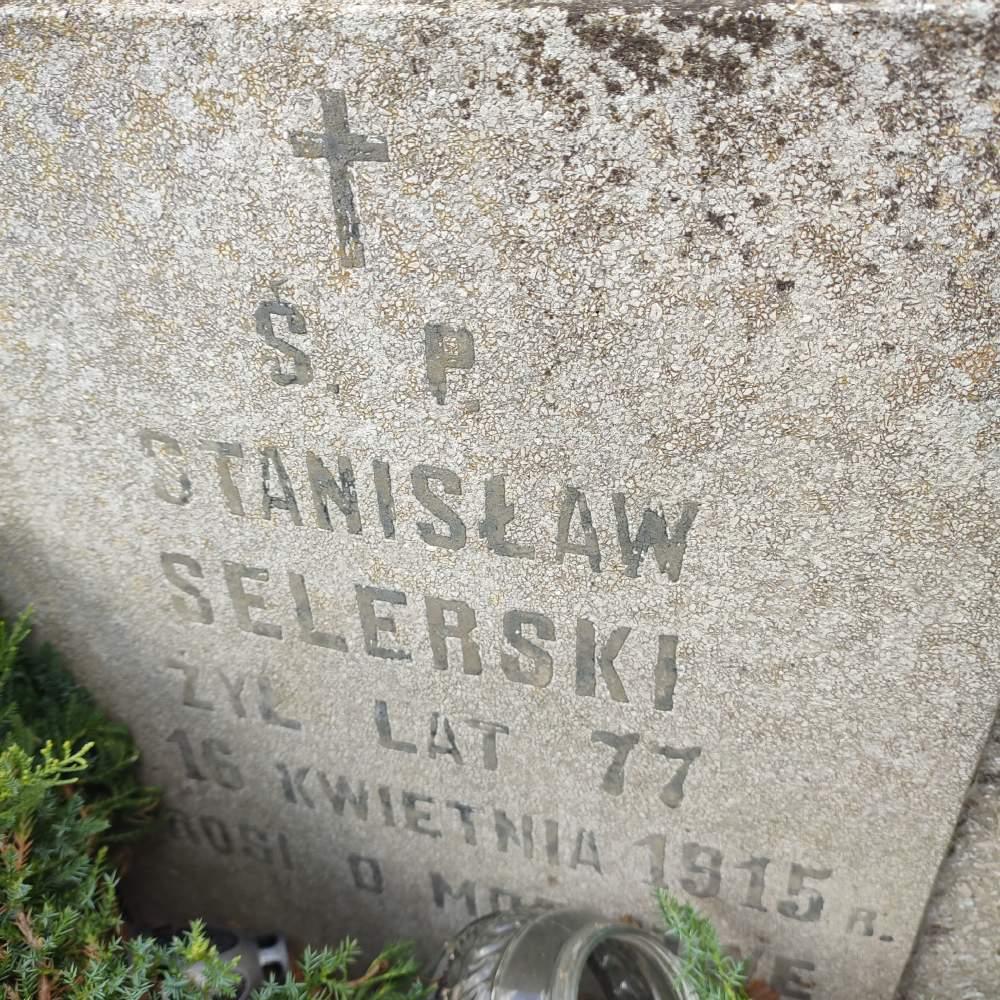 Ś. P.
STANISŁAW
SELERSKI
ŻYŁ LAT 77
16 KWIETNIA 1915 R.
O